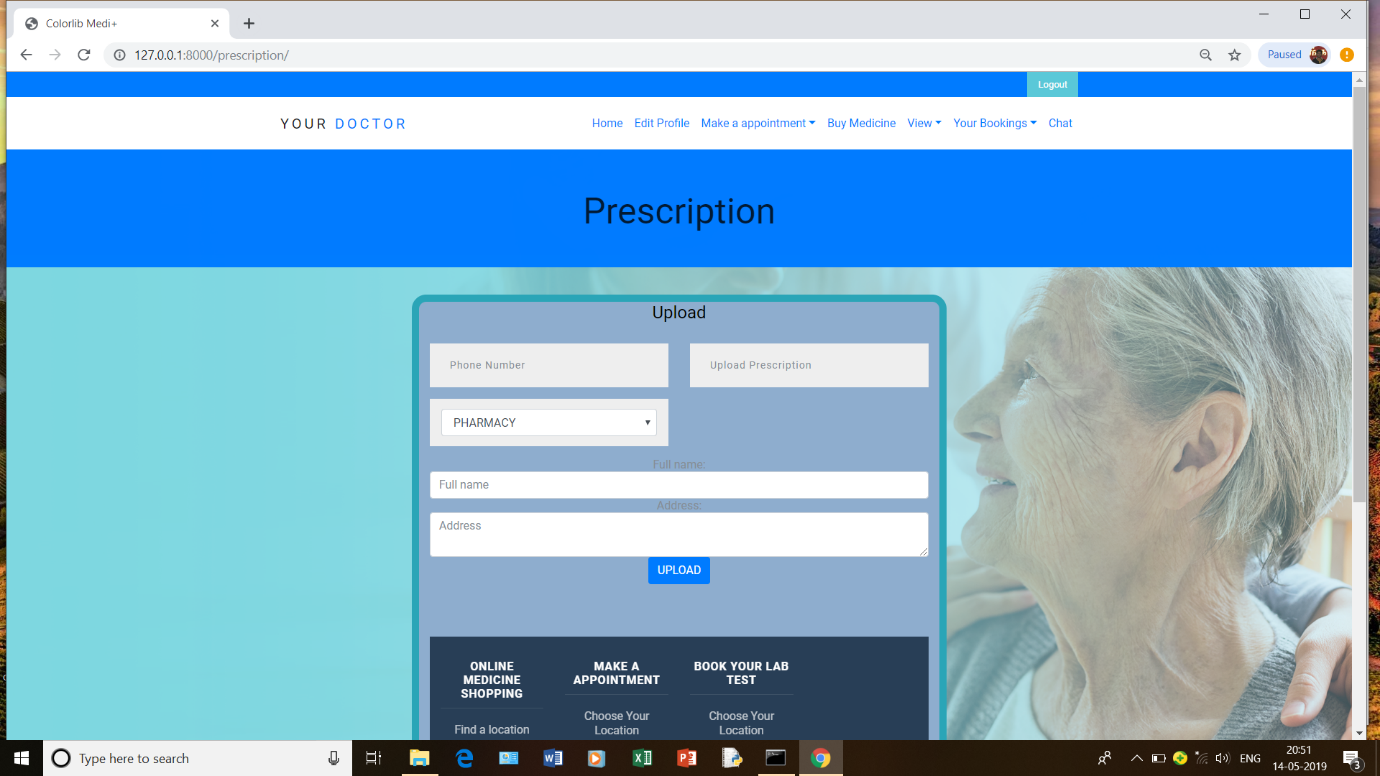 Colorlib Medi+
127.0.0.1:8000/prescription/
Paused
Logout
YOUR DOCTOR
Home Edit Profile Make a appointment Buy Medicine View Your Bookings Chat
Prescription
Upload
Phone Number Upload Prescription
PHARMACY
Full name:
Full name
Address:
Address
UPLOAD
ONLINE MEDICINE SHOPPING
MAKE A APPOINTMENT
BOOK YOUR LAB TEST
Find a location
Choose Your Location
Choose Your Location
Type here to search
ENG
20:51
14-05-2019
3